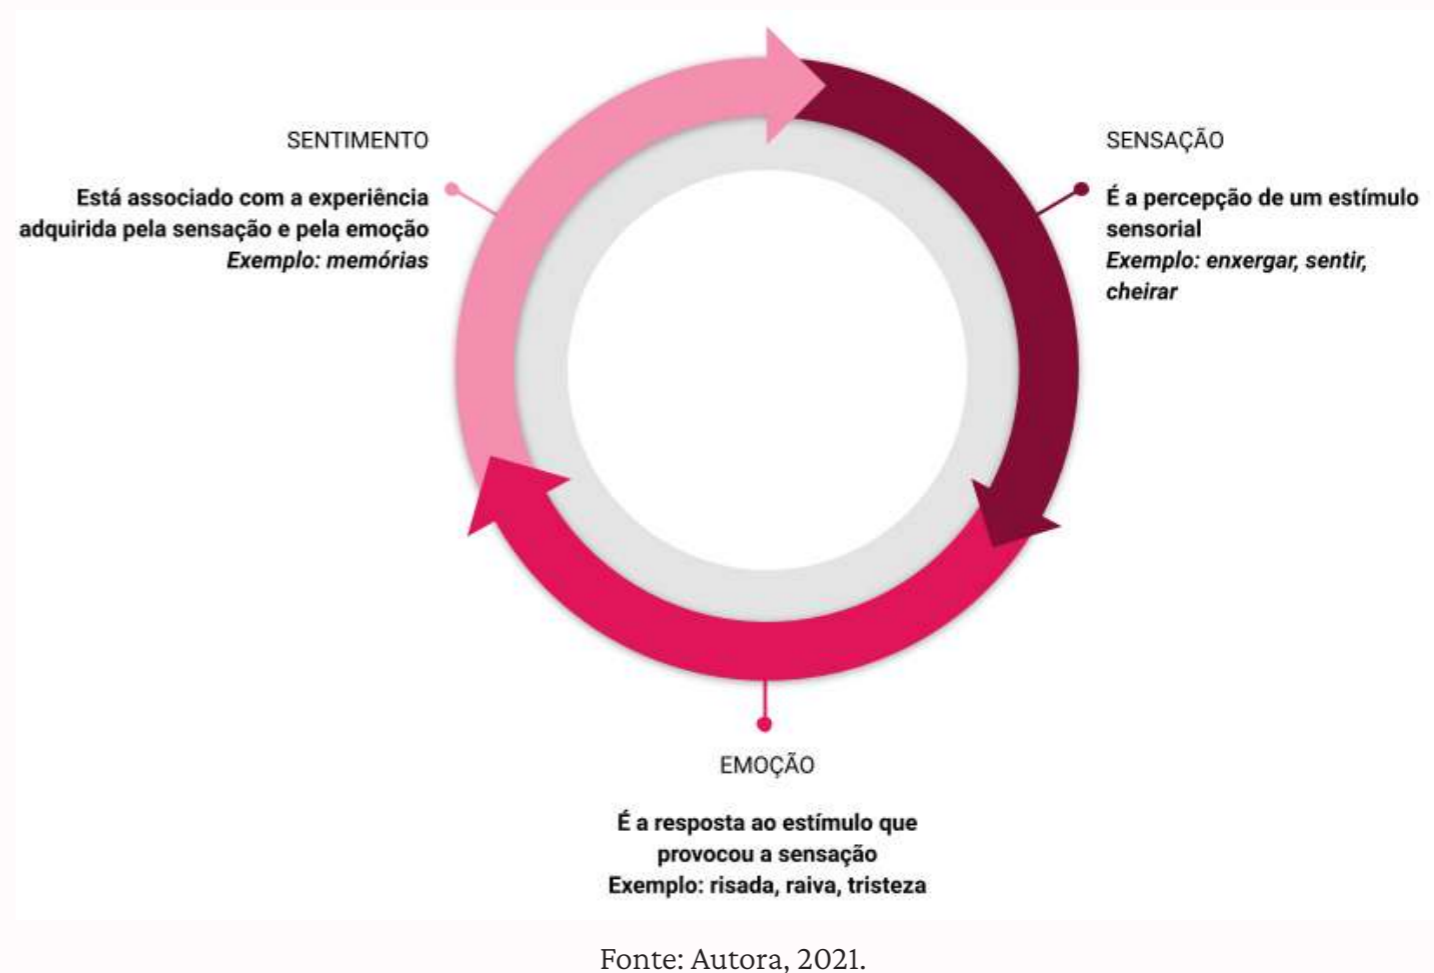 SENTIMENTO
Está associado com a experiência
adquirida pela sensação e pela emoção
Exemplo: memórias
SENSAÇÃO
É a percepção de um estímulo
sensorial
Exemplo: enxergar, sentir,
cheirar
EMOÇÃO
É a resposta ao estímulo que
provocou a sensação
Exemplo: risada, raiva, tristeza
Fonte: Autora, 2021.